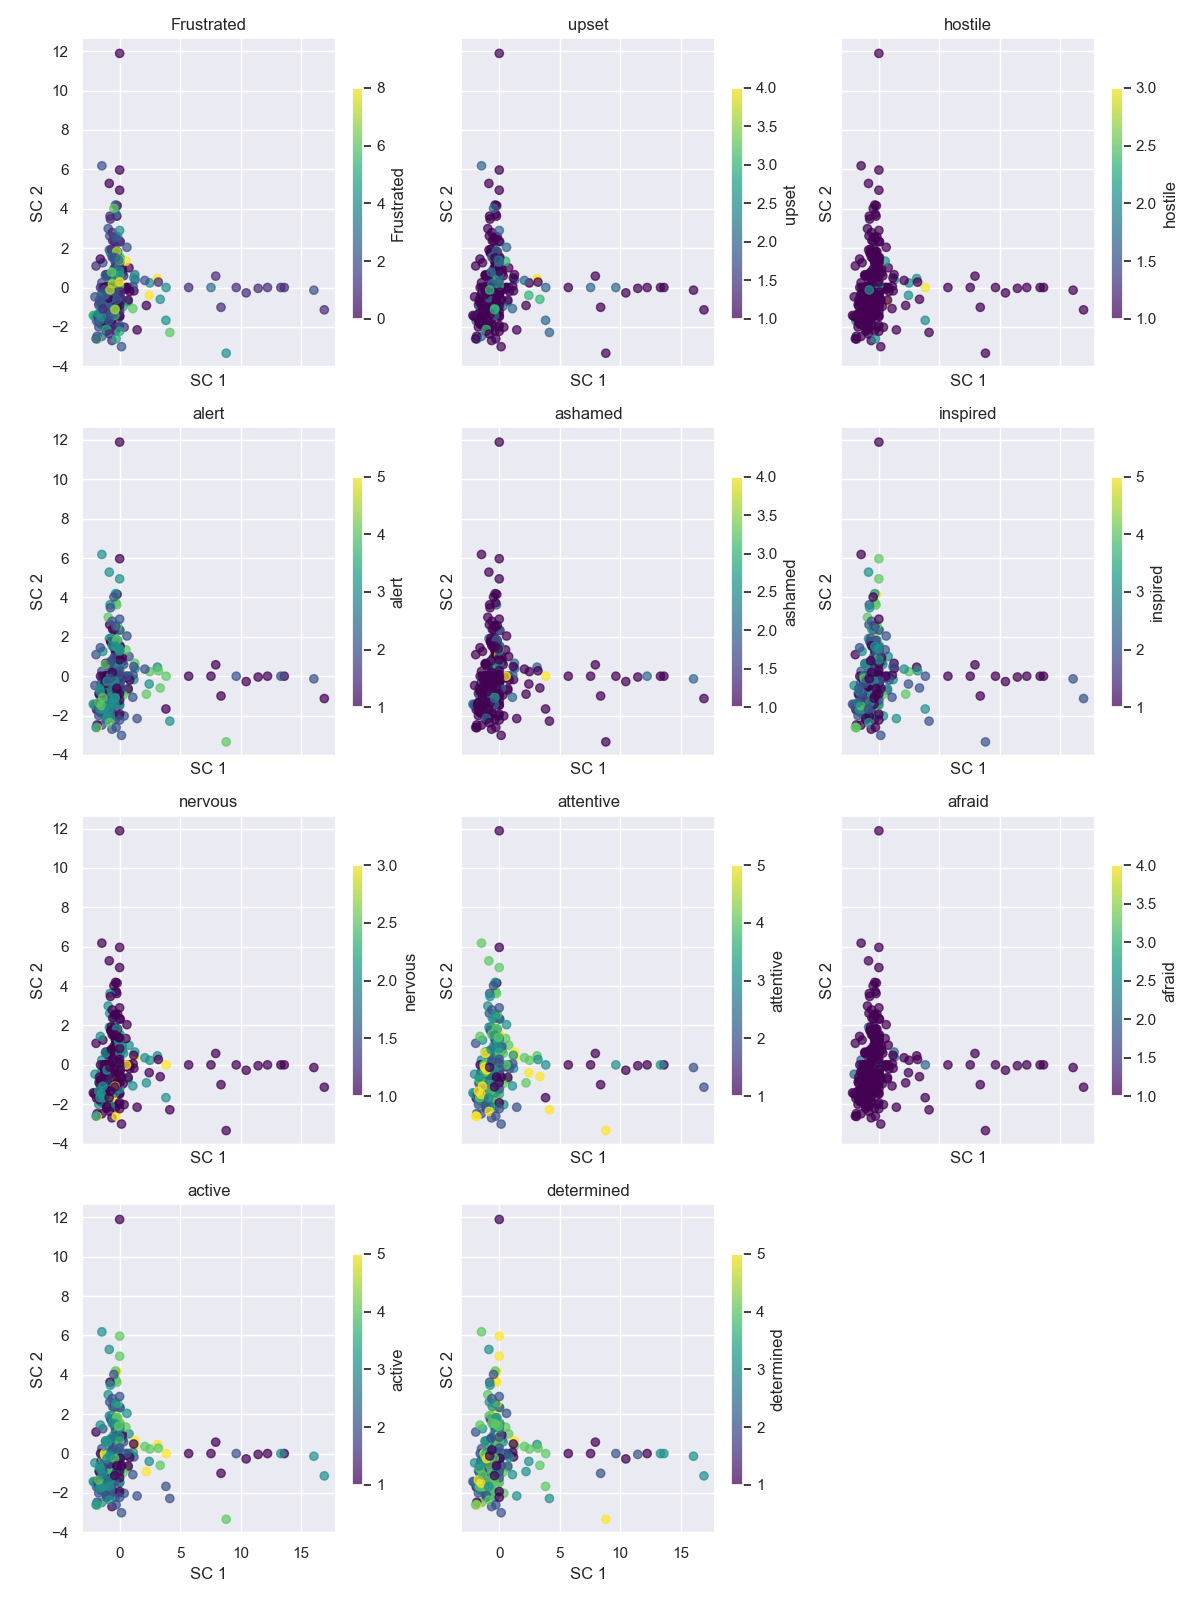 Frustrated
upset
hostile
12
10
8
6
4
2
0
−2
−4
SC 2
SC 1
8
6
4
2
0
Frustrated
SC 2
SC 1
4.0
3.5
3.0
2.5
2.0
1.5
1.0
upset
SC 2
SC 1
3.0
2.5
2.0
1.5
1.0
hostile
alert
ashamed
inspired
12
10
8
6
4
2
0
−2
−4
SC 2
SC 1
5
4
3
2
1
alert
SC 2
SC 1
4.0
3.5
3.0
2.5
2.0
1.5
1.0
ashamed
SC 2
SC 1
5
4
3
2
1
inspired
nervous
attentive
afraid
12
10
8
6
4
2
0
−2
−4
SC 2
SC 1
3.0
2.5
2.0
1.5
1.0
nervous
SC 2
SC 1
5
4
3
2
1
attentive
SC 2
SC 1
4.0
3.5
3.0
2.5
2.0
1.5
1.0
afraid
active
determined
12
10
8
6
4
2
0
−2
−4
SC 2
0 5 10 15
SC 1
5
4
3
2
1
active
SC 2
0 5 10 15
SC 1
5
4
3
2
1
determined